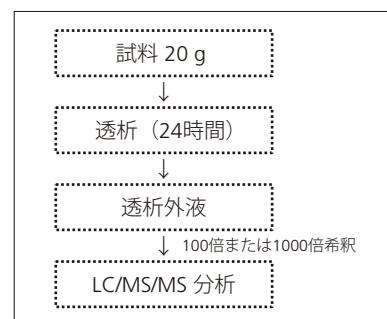 試料 20 g
↓
透析（24時間）
↓
透析外液
↓ 100倍または1000倍希釈
LC/MS/MS 分析